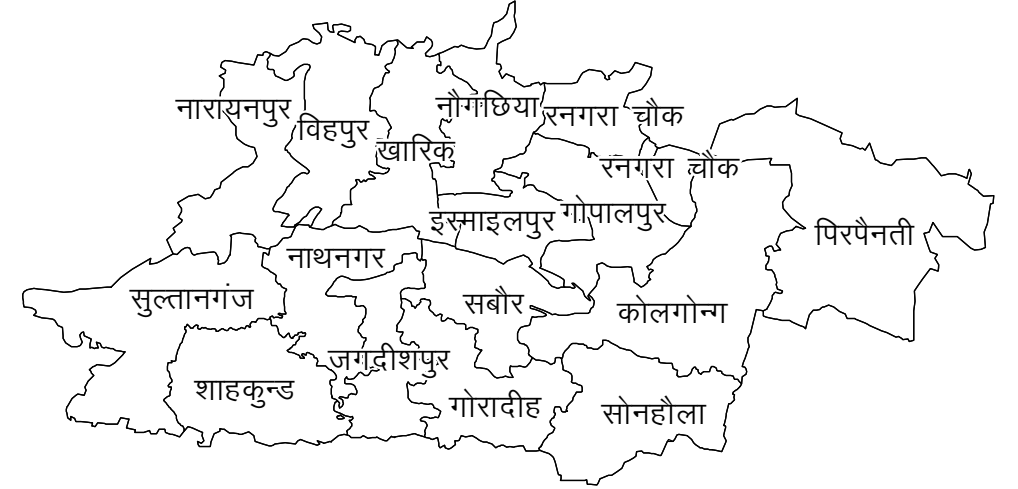 नारायनपुर
विहपुर
खारिक
नौगछिया
रनगरा चौक
रनगरा चौक
इस्माइलपुर
गोपालपुर
पिरपैनती
नाथनगर
सुल्तानगंज
सबौर
कोलगोन्ग
जगदीशपुर
शाहकुन्ड
गोरादीह
सोनहौला